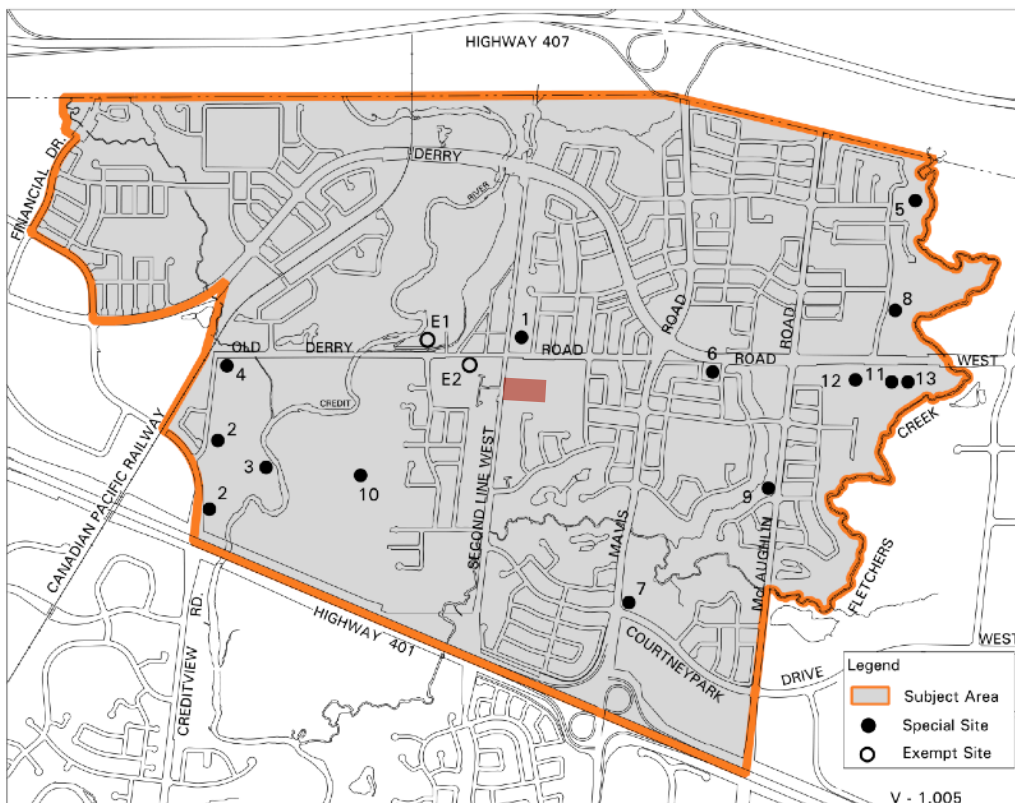 HIGHWAY 407
FINANCIAL DR.
DERRY
RIVER
ROAD
ROAD
5
8
E1
1
OLD DERRY ROAD
6
ROAD
WEST
4
E2
12
11
13
CREDIT
CREEK
2
3
10
2
SECOND LINE WEST
MAVIS
9
McLAUGHLIN
FLETCHERS
CANADIAN PACIFIC RAILWAY
7
HIGHWAY 401
CREDITVIEW RD.
COURTNEYPARK
DRIVE
WEST
Legend
Subject Area
Special Site
Exempt Site
V - 1.005